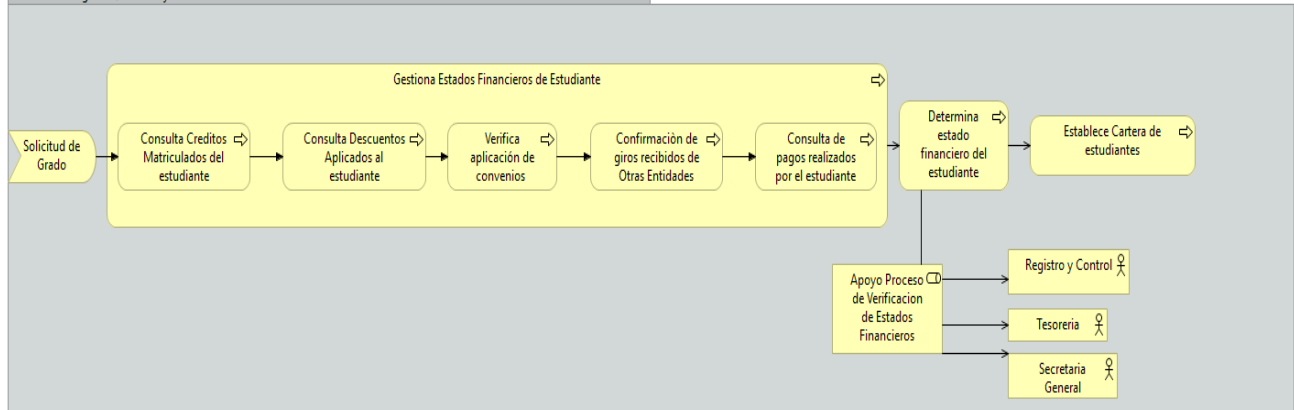 Gestiona Estados Financieros de Estudiante
Solicitud de
Grado
Consulta Creditos
Matriculados del
estudiante
Consulta Descuentos
Aplicados al
estudiante
Verifica
aplicación de
convenios
Confirmaciòn de
giros recibidos de
Otras Entidades
Consulta de
pagos realizados
por el estudiante
Determina
estado
financiero del
estudiante
Establece Cartera de
estudiantes
Apoyo Proceso
de Verificacion
de Estados
Financieros
Registro y Control
Tesoreria
Secretaria
General